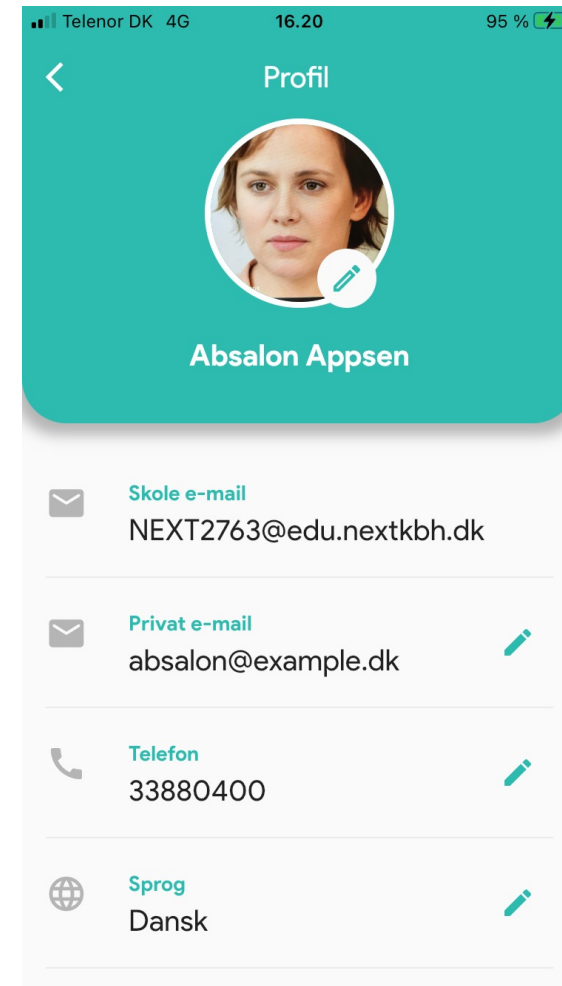 Telenor DK 4G 16.20 95 %
Profil
Absalon Appsen
Skole e-mail
NEXT2763@edu.nextkbh.dk
Privat e-mail
absalon@example.dk
Telefon
33880400
Sprog
Dansk